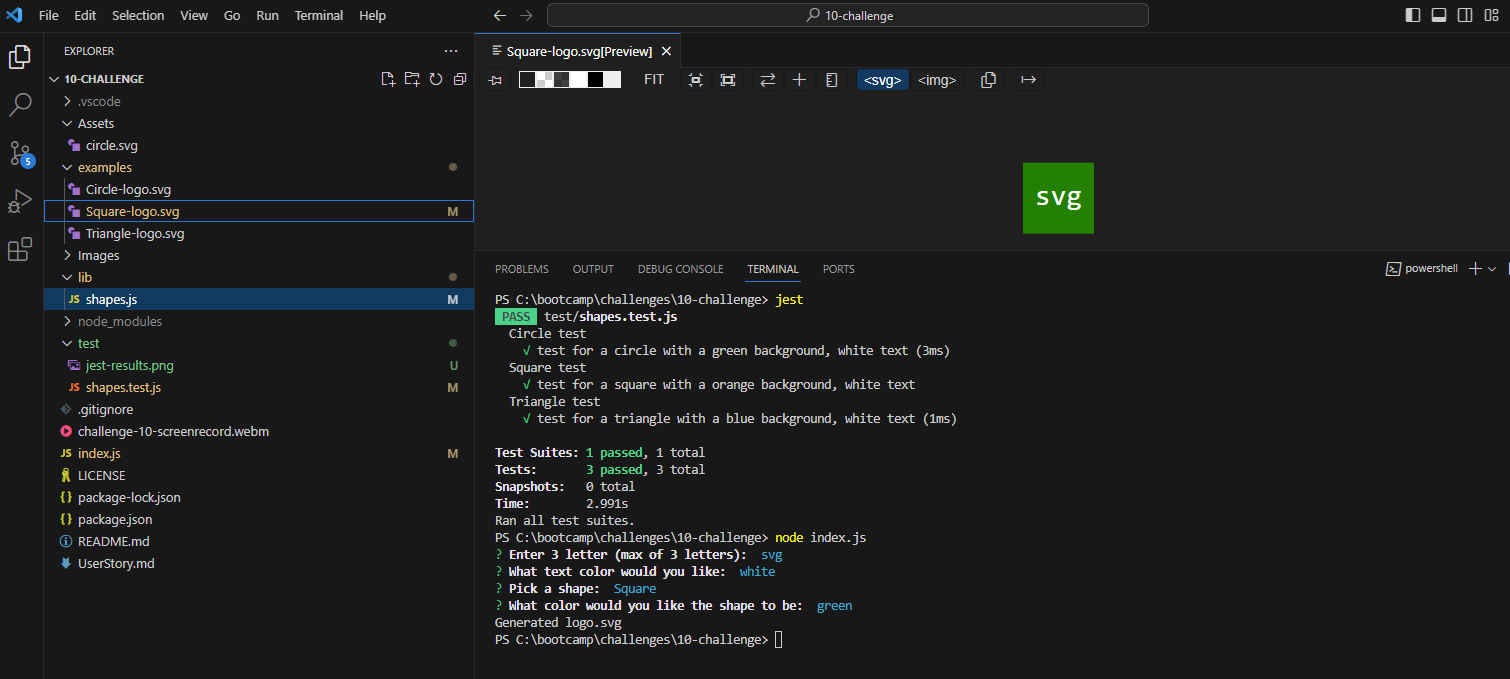 File Edit Selection View Go Run Terminal Help
10-challenge
EXPLORER
10-CHALLENGE
.vscode
Assets
circle.svg
examples
Circle-logo.svg
Square-logo.svg M
Triangle-logo.svg
Images
lib
JS shapes.js M
node_modules
test
jest-results.png U
JS shapes.test.js M
.gitignore
challenge-10-screenrecord.webm
JS index.js M
LICENSE
{} package-lock.json
{} package.json
README.md
UserStory.md
5
Square-logo.svg[Preview]
FIT <svg> <img>
svg
PROBLEMS OUTPUT DEBUG CONSOLE TERMINAL PORTS
powershell
PS C:\bootcamp\challenges\10-challenge> jest
PASS test/shapes.test.js
Circle test
√ test for a circle with a green background, white text (3ms)
Square test
√ test for a square with a orange background, white text
Triangle test
√ test for a triangle with a blue background, white text (1ms)
Test Suites: 1 passed, 1 total
Tests: 3 passed, 3 total
Snapshots: 0 total
Time: 2.991s
Ran all test suites.
PS C:\bootcamp\challenges\10-challenge> node index.js
? Enter 3 letter (max of 3 letters): svg
? What text color would you like: white
? Pick a shape: Square
? What color would you like the shape to be: green
Generated logo.svg
PS C:\bootcamp\challenges\10-challenge>